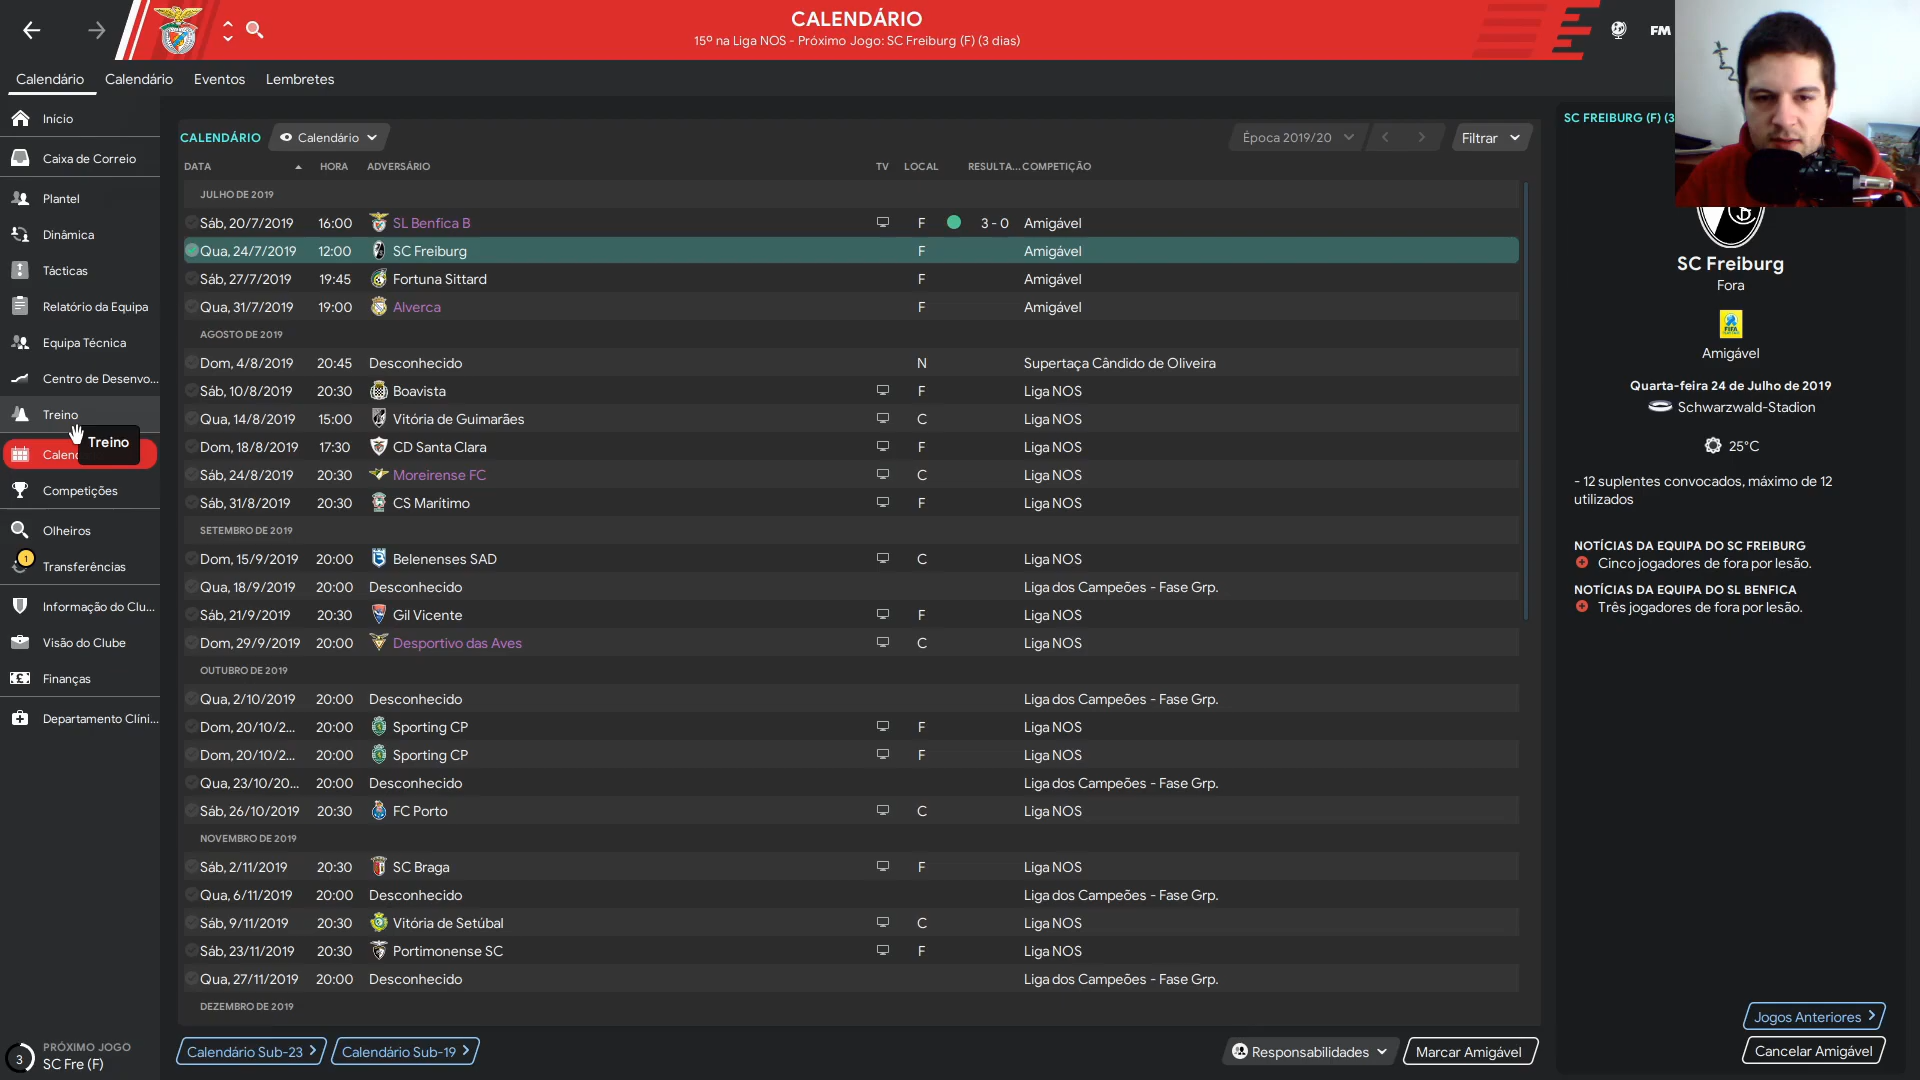 CALENDÁRIO
15º na Liga NOS - Próximo Jogo: SC Freiburg (F) (3 dias)
FM
Calendário Calendário Eventos Lembretes
Início
Caixa de Correio
Plantel
Dinâmica
Tácticas
Relatório da Equipa
Equipa Técnica
Centro de Desenvo...
Treino
Treino
Calend
Competições
Olheiros
1
Transferências
Informação do Clu...
Visão do Clube
Finanças
Departamento Clíni...
3
PRÓXIMO JOGO
SC Fre (F)
CALENDÁRIO Calendário Época 2019/20 Filtrar
DATA HORA ADVERSÁRIO TV LOCAL RESULTA... COMPETIÇÃO
JULHO DE 2019
Sáb, 20/7/2019 16:00 SL Benfica B F 3 - 0 Amigável
Qua, 24/7/2019 12:00 SC Freiburg F Amigável
Sáb, 27/7/2019 19:45 Fortuna Sittard F Amigável
Qua, 31/7/2019 19:00 Alverca F Amigável
AGOSTO DE 2019
Dom, 4/8/2019 20:45 Desconhecido N Supertaça Cândido de Oliveira
Sáb, 10/8/2019 20:30 Boavista F Liga NOS
Qua, 14/8/2019 15:00 Vitória de Guimarães C Liga NOS
Dom, 18/8/2019 17:30 CD Santa Clara F Liga NOS
Sáb, 24/8/2019 20:30 Moreirense FC C Liga NOS
Sáb, 31/8/2019 20:30 CS Marítimo F Liga NOS
SETEMBRO DE 2019
Dom, 15/9/2019 20:00 Belenenses SAD C Liga NOS
Qua, 18/9/2019 20:00 Desconhecido Liga dos Campeões - Fase Grp.
Sáb, 21/9/2019 20:30 Gil Vicente F Liga NOS
Dom, 29/9/2019 20:00 Desportivo das Aves C Liga NOS
OUTUBRO DE 2019
Qua, 2/10/2019 20:00 Desconhecido Liga dos Campeões - Fase Grp.
Dom, 20/10/2... 20:00 Sporting CP F Liga NOS
Dom, 20/10/2... 20:00 Sporting CP F Liga NOS
Qua, 23/10/20... 20:00 Desconhecido Liga dos Campeões - Fase Grp.
Sáb, 26/10/2019 20:30 FC Porto C Liga NOS
NOVEMBRO DE 2019
Sáb, 2/11/2019 20:30 SC Braga F Liga NOS
Qua, 6/11/2019 20:00 Desconhecido Liga dos Campeões - Fase Grp.
Sáb, 9/11/2019 20:30 Vitória de Setúbal C Liga NOS
Sáb, 23/11/2019 20:30 Portimonense SC F Liga NOS
Qua, 27/11/2019 20:00 Desconhecido Liga dos Campeões - Fase Grp.
DEZEMBRO DE 2019
Calendário Sub-23 Calendário Sub-19 Responsabilidades Marcar Amigável
SC FREIBURG (F) (3
SC Freiburg
Fora
FIFA
Amigável
Quarta-feira 24 de Julho de 2019
Schwarzwald-Stadion
25°C
- 12 suplentes convocados, máximo de 12
utilizados
NOTÍCIAS DA EQUIPA DO SC FREIBURG
Cinco jogadores de fora por lesão.
NOTÍCIAS DA EQUIPA DO SL BENFICA
Três jogadores de fora por lesão.
Jogos Anteriores
Cancelar Amigável